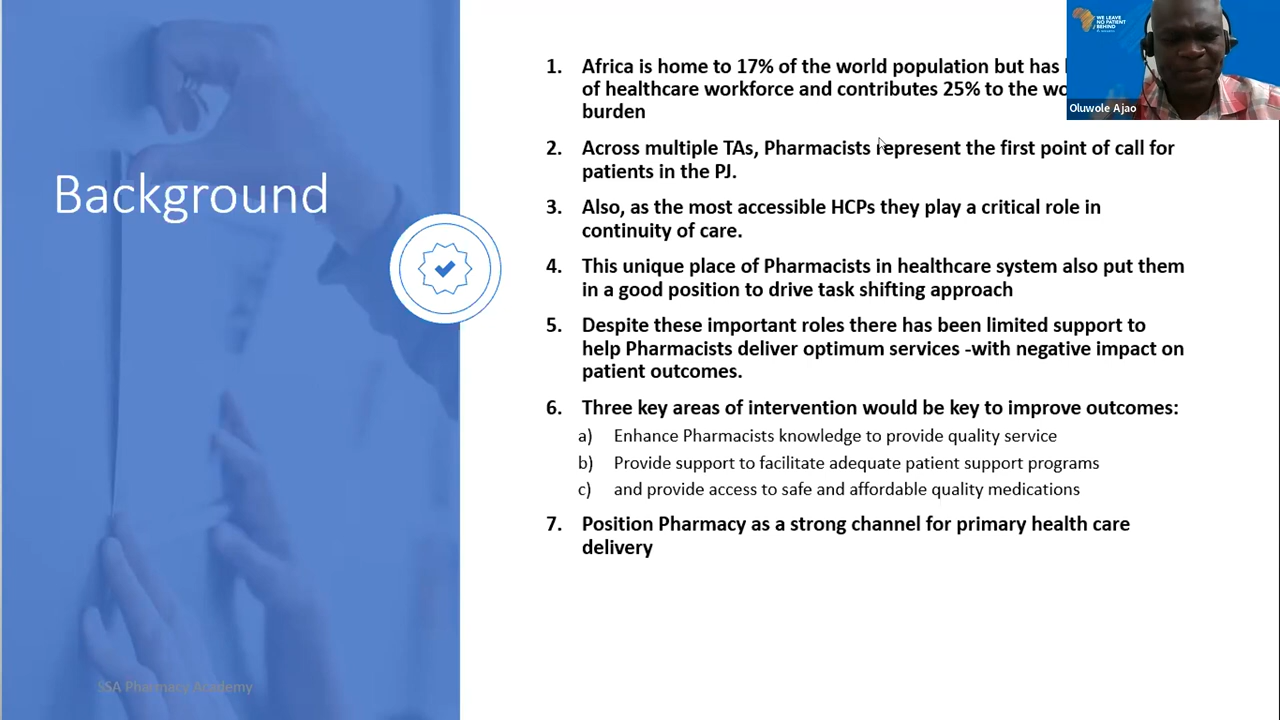 Background
1. Africa is home to 17% of the world population but has
of healthcare workforce and contributes 25% to the
burden
2. Across multiple TAs, Pharmacists represent the first point of call for
patients in the PJ.
3. Also, as the most accessible HCPs they play a critical role in
continuity of care.
4. This unique place of Pharmacists in healthcare system also put them
in a good position to drive task shifting approach
5. Despite these important roles there has been limited support to
help Pharmacists deliver optimum services -with negative impact on
patient outcomes.
6. Three key areas of intervention would be key to improve outcomes:
a) Enhance Pharmacists knowledge to provide quality service
b) Provide support to facilitate adequate patient support programs
c) and provide access to safe and affordable quality medications
7. Position Pharmacy as a strong channel for primary health care
delivery
SSA Pharmacy Academy
WE LEAVE
NO PATIENT
BEHIND
Oluwole Ajao